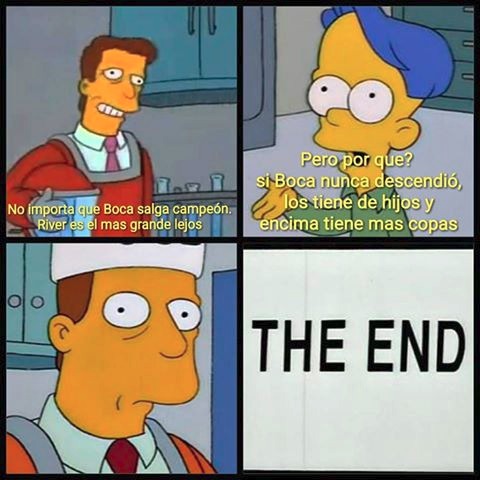 No importa que Boca salga campeón.
River es el mas grande lejos
Pero por que?
si Boca nunca descendió,
los tiene de hijos y
encima tiene mas copas
THE END